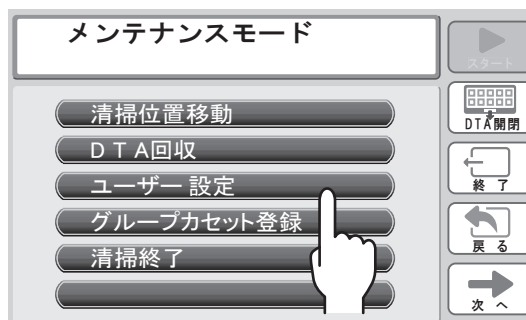 メンテナンスモード
清掃位置移動
DTA回収
ユーザー設定
グループカセット登録
清掃終了
スタート
DTA開閉
終了
戻る
次へ